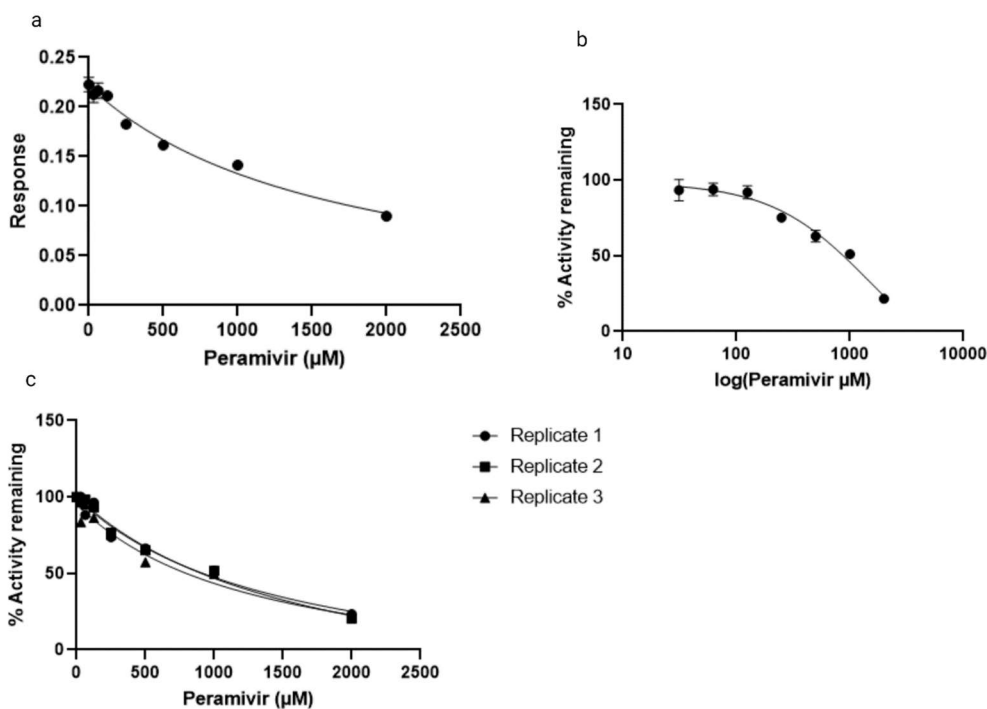 a
0.25
0.20
0.15
0.10
0.05
0.00
Response
0 500 1000 1500 2000 2500
Peramivir (µM)
b
150
100
50
0
% Activity remaining
10 100 1000 10000
log(Peramivir µM)
c
150
100
50
0
% Activity remaining
0 500 1000 1500 2000 2500
Peramivir (µM)
Replicate 1
Replicate 2
Replicate 3